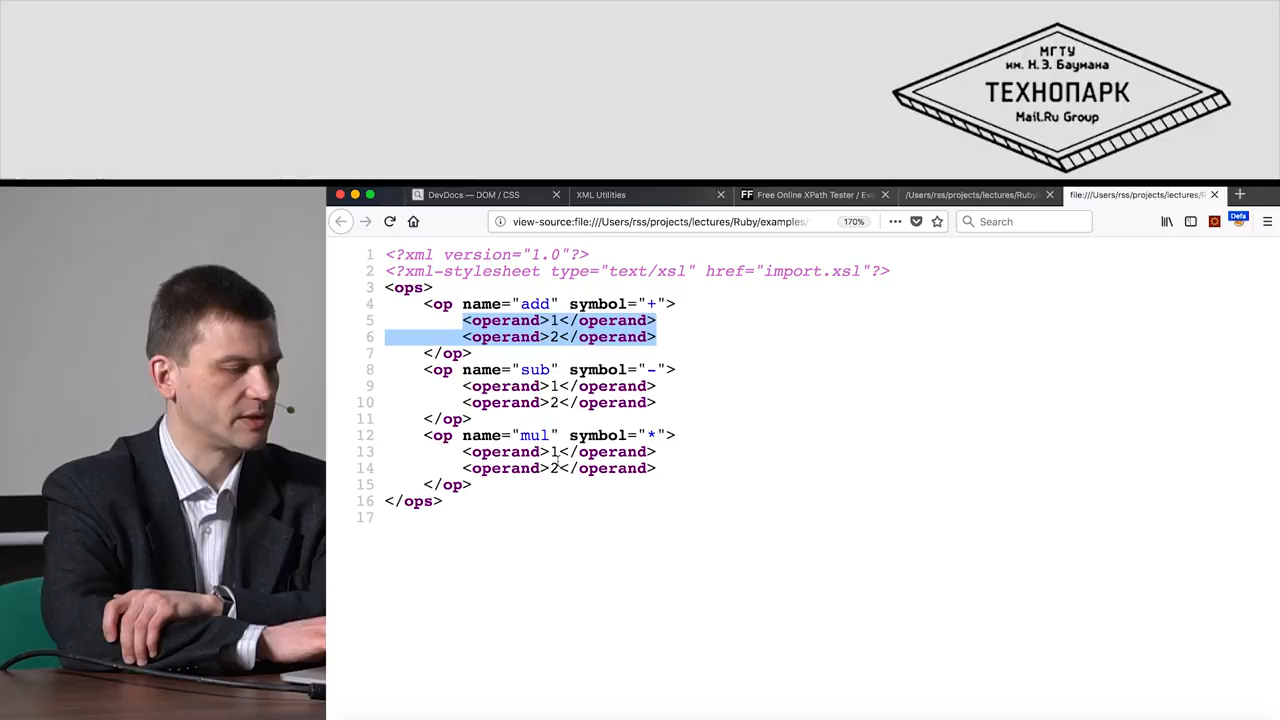 МГТУ
им. Н.Э. Баумана
ТЕХНОПАРК
Mail.Ru Group
DevDocs — DOM / CSS
XML Utilities
FF Free Online XPath Tester / Eve
/Users/rss/projects/lectures/Ruby/
file:///Users/rss/projects/lectures/R
view-source:file:///Users/rss/projects/lectures/Ruby/examples/
170%
Search
Defa
1 <?xml version="1.0"?>
2 <?xml-stylesheet type="text/xsl" href="import.xsl"?>
3 <ops>
4 <op name="add" symbol="+">
5 <operand>1</operand>
6 <operand>2</operand>
7 </op>
8 <op name="sub" symbol="-">
9 <operand>1</operand>
10 <operand>2</operand>
11 </op>
12 <op name="mul" symbol="*">
13 <operand>1</operand>
14 <operand>2</operand>
15 </op>
16 </ops>
17